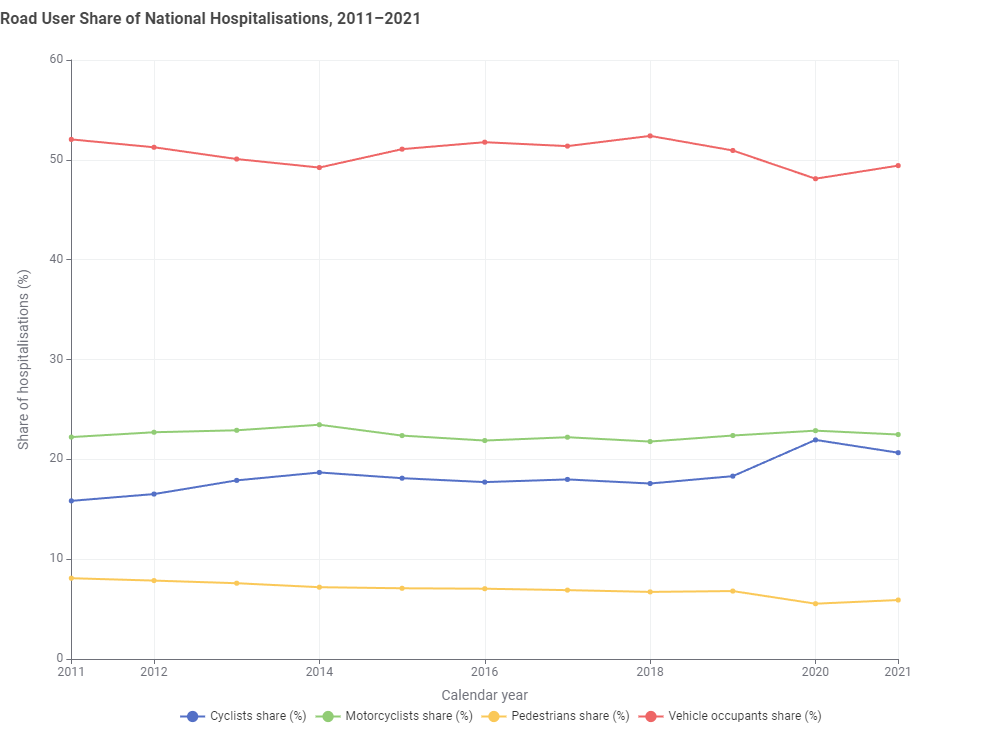 Road User Share of National Hospitalisations, 2011–2021
60
50
40
30
20
10
0
Share of hospitalisations (%)
2011 2012 2014 2016 2018 2020 2021
Calendar year
Cyclists share (%) Motorcyclists share (%) Pedestrians share (%) Vehicle occupants share (%)